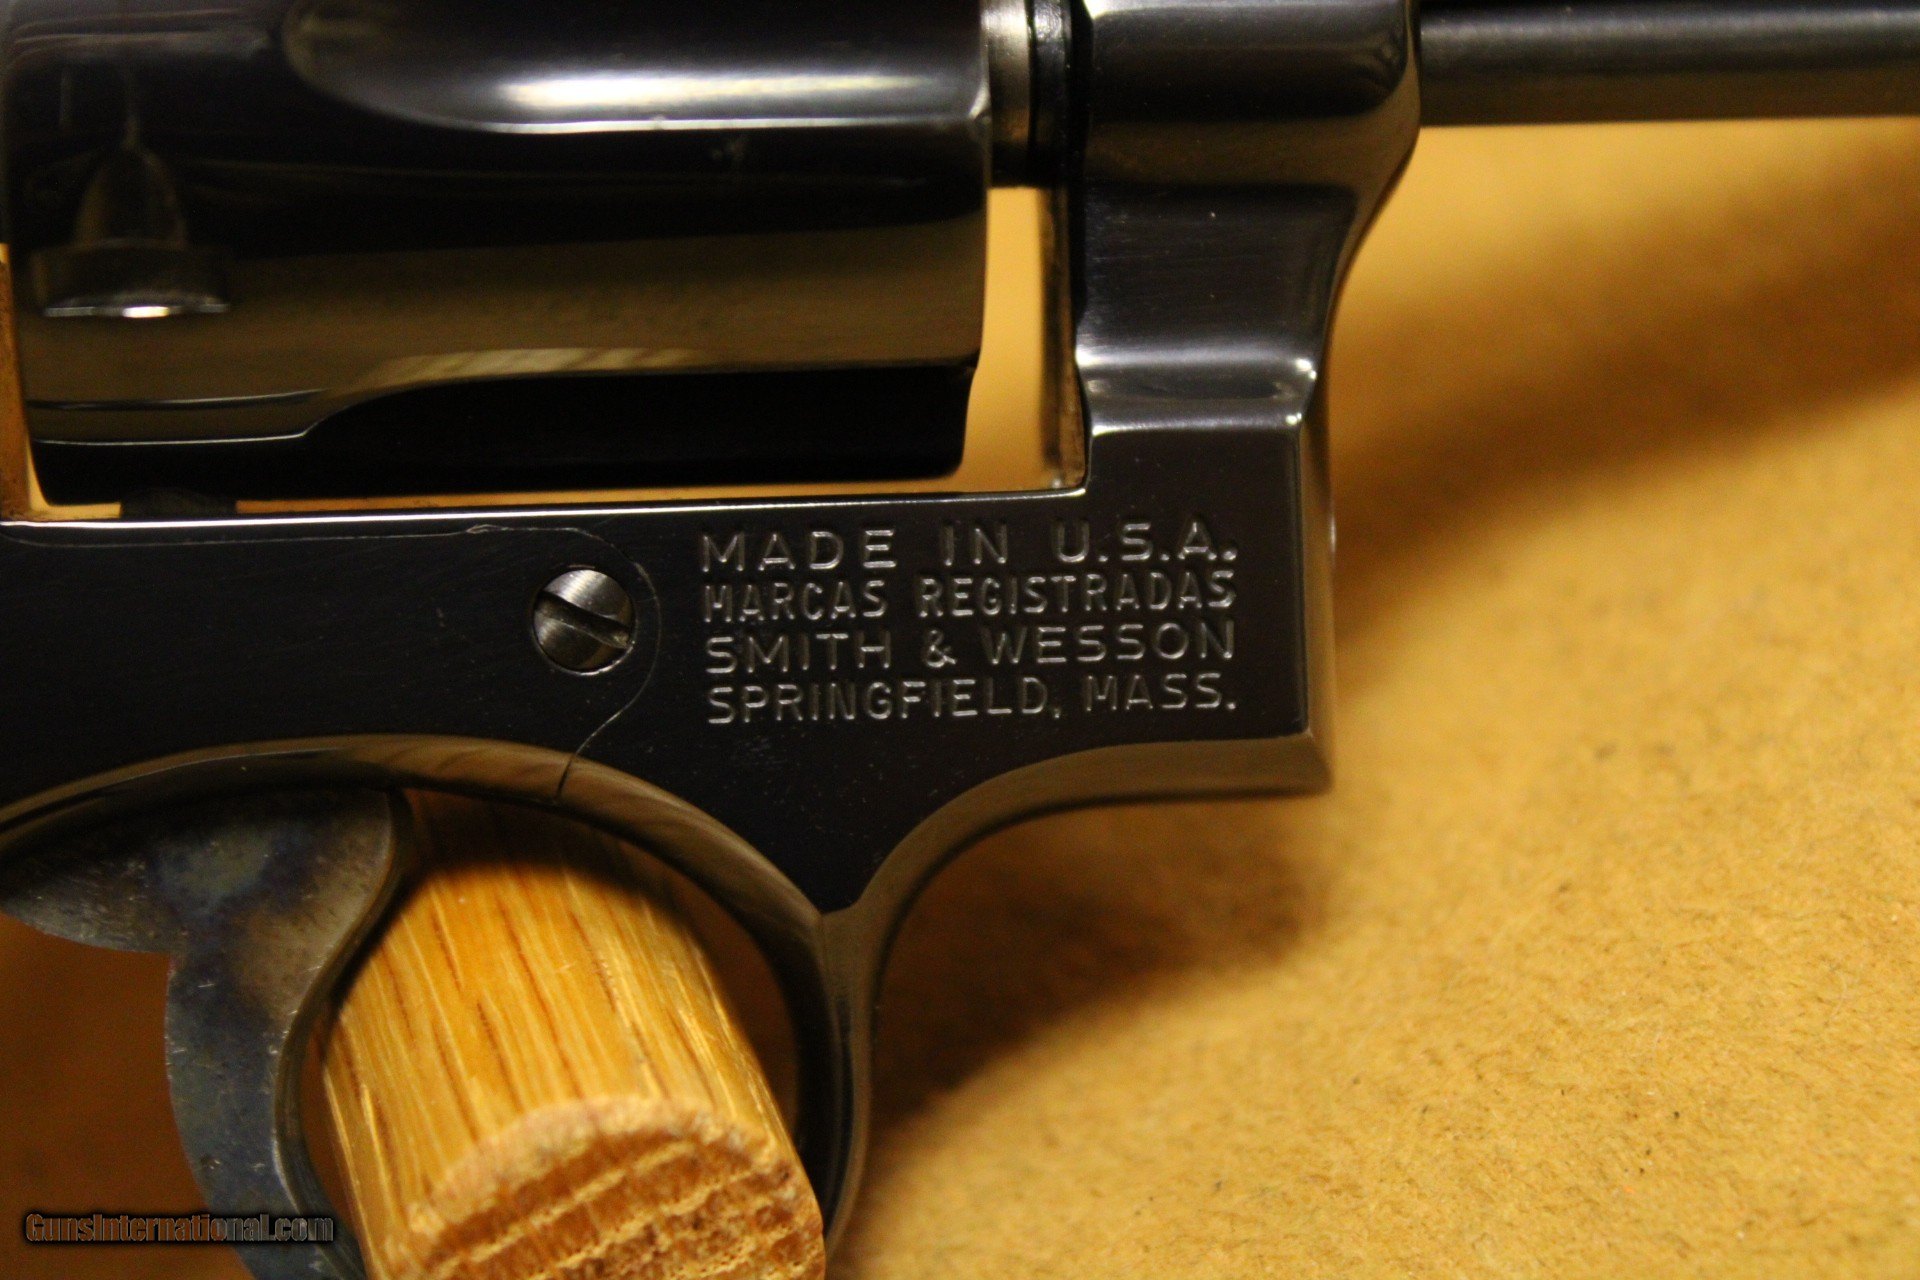 MADE IN U.S.A.
MARCAS REGISTRADAS
SMITH & WESSON
SPRINGFIELD, MASS.
GunsInternational.com